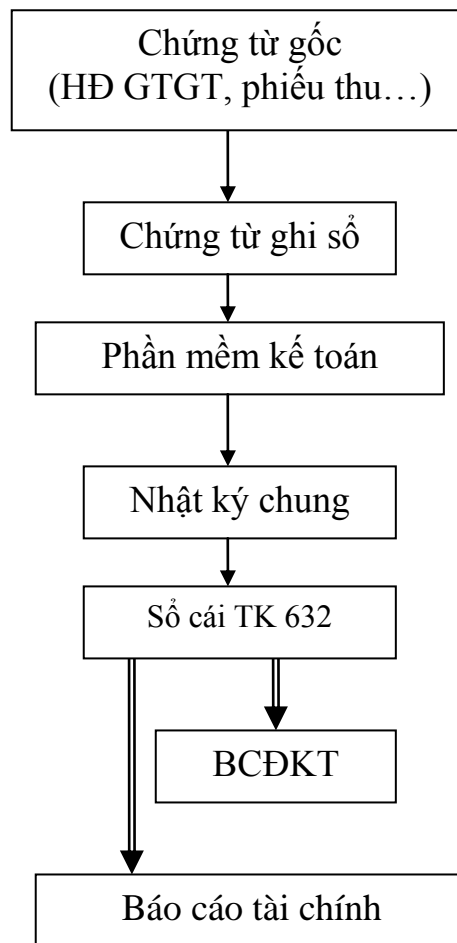 Chứng từ gốc
(HĐ GTGT, phiếu thu…)
Chứng từ ghi sổ
Phần mềm kế toán
Nhật ký chung
Sổ cái TK 632
BCĐKT
Báo cáo tài chính